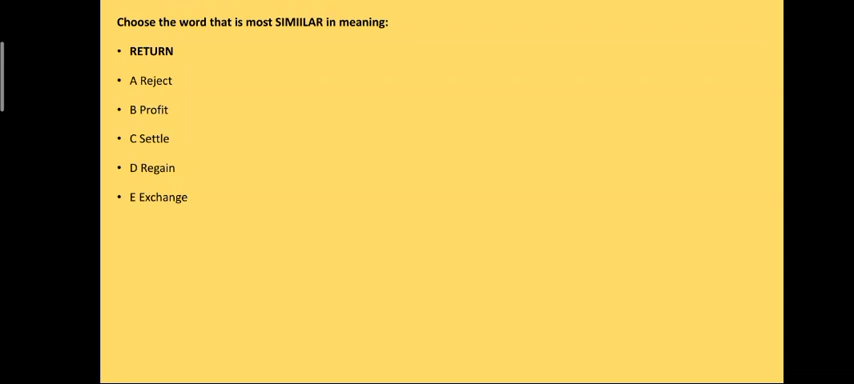 Choose the word that is most SIMIILAR in meaning:
• RETURN
• A Reject
• B Profit
• C Settle
• D Regain
• E Exchange